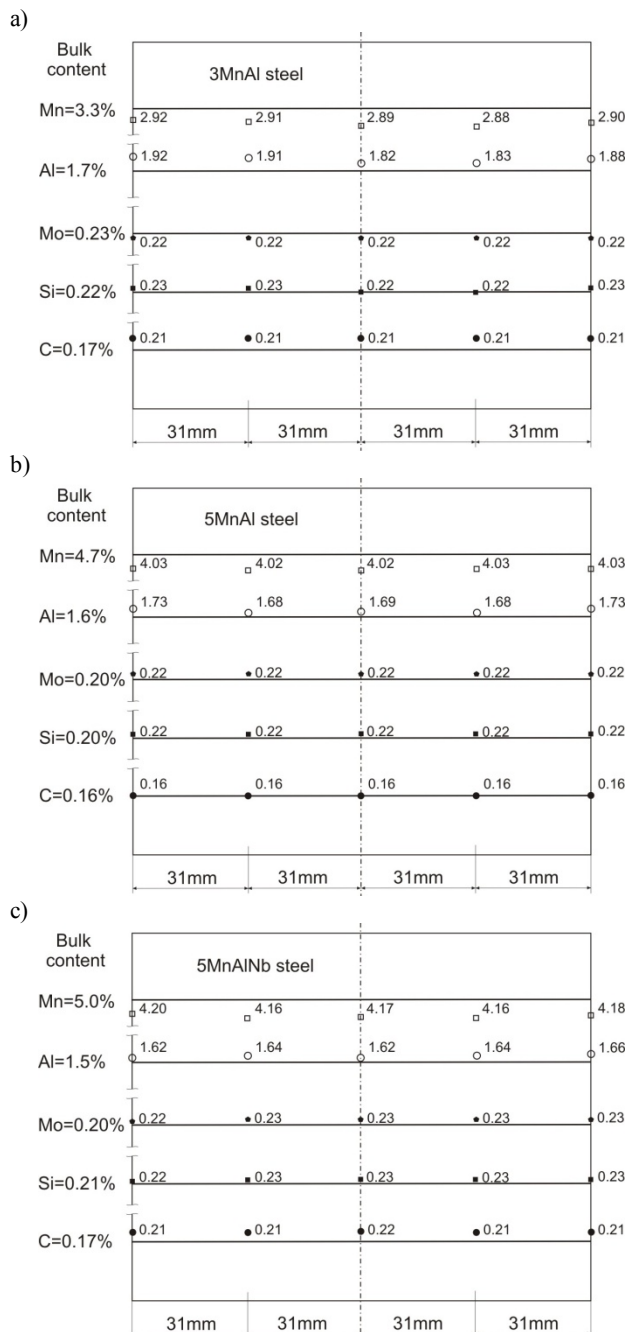 a)
Bulk
content
3MnAl steel
Mn=3.3%
2.92 2.91 2.89 2.88 2.90
Al=1.7%
1.92 1.91 1.82 1.83 1.88
Mo=0.23%
0.22 0.22 0.22 0.22 0.22
Si=0.22%
0.23 0.23 0.22 0.22 0.23
C=0.17%
0.21 0.21 0.21 0.21 0.21
31mm 31mm 31mm 31mm
b)
Bulk
content
5MnAl steel
Mn=4.7%
4.03 4.02 4.02 4.03 4.03
Al=1.6%
1.73 1.68 1.69 1.68 1.73
Mo=0.20%
0.22 0.22 0.22 0.22 0.22
Si=0.20%
0.22 0.22 0.22 0.22 0.22
C=0.16%
0.16 0.16 0.16 0.16 0.16
31mm 31mm 31mm 31mm
c)
Bulk
content
5MnAlNb steel
Mn=5.0%
4.20 4.16 4.17 4.16 4.18
Al=1.5%
1.62 1.64 1.62 1.64 1.66
Mo=0.20%
0.22 0.23 0.23 0.23 0.23
Si=0.21%
0.22 0.23 0.23 0.23 0.23
C=0.17%
0.21 0.21 0.22 0.21 0.21
31mm 31mm 31mm 31mm